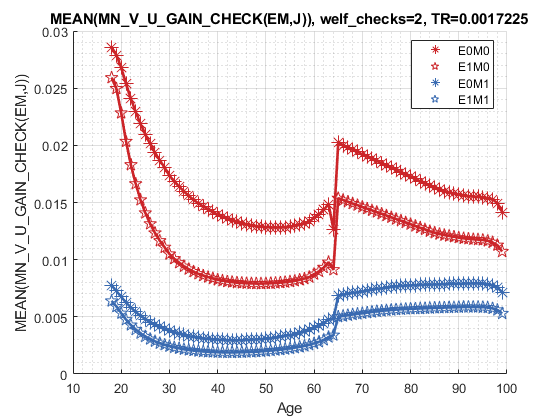 MEAN(MN_V_U_GAIN_CHECK(EM,J)), welf_checks=2, TR=0.0017225
MEAN(MN_V_U_GAIN_CHECK(EM,J))
0.03
0.025
0.02
0.015
0.01
0.005
0
10
20
30
40
50
60
70
80
90
100
Age
E0M0
E1M0
E0M1
E1M1